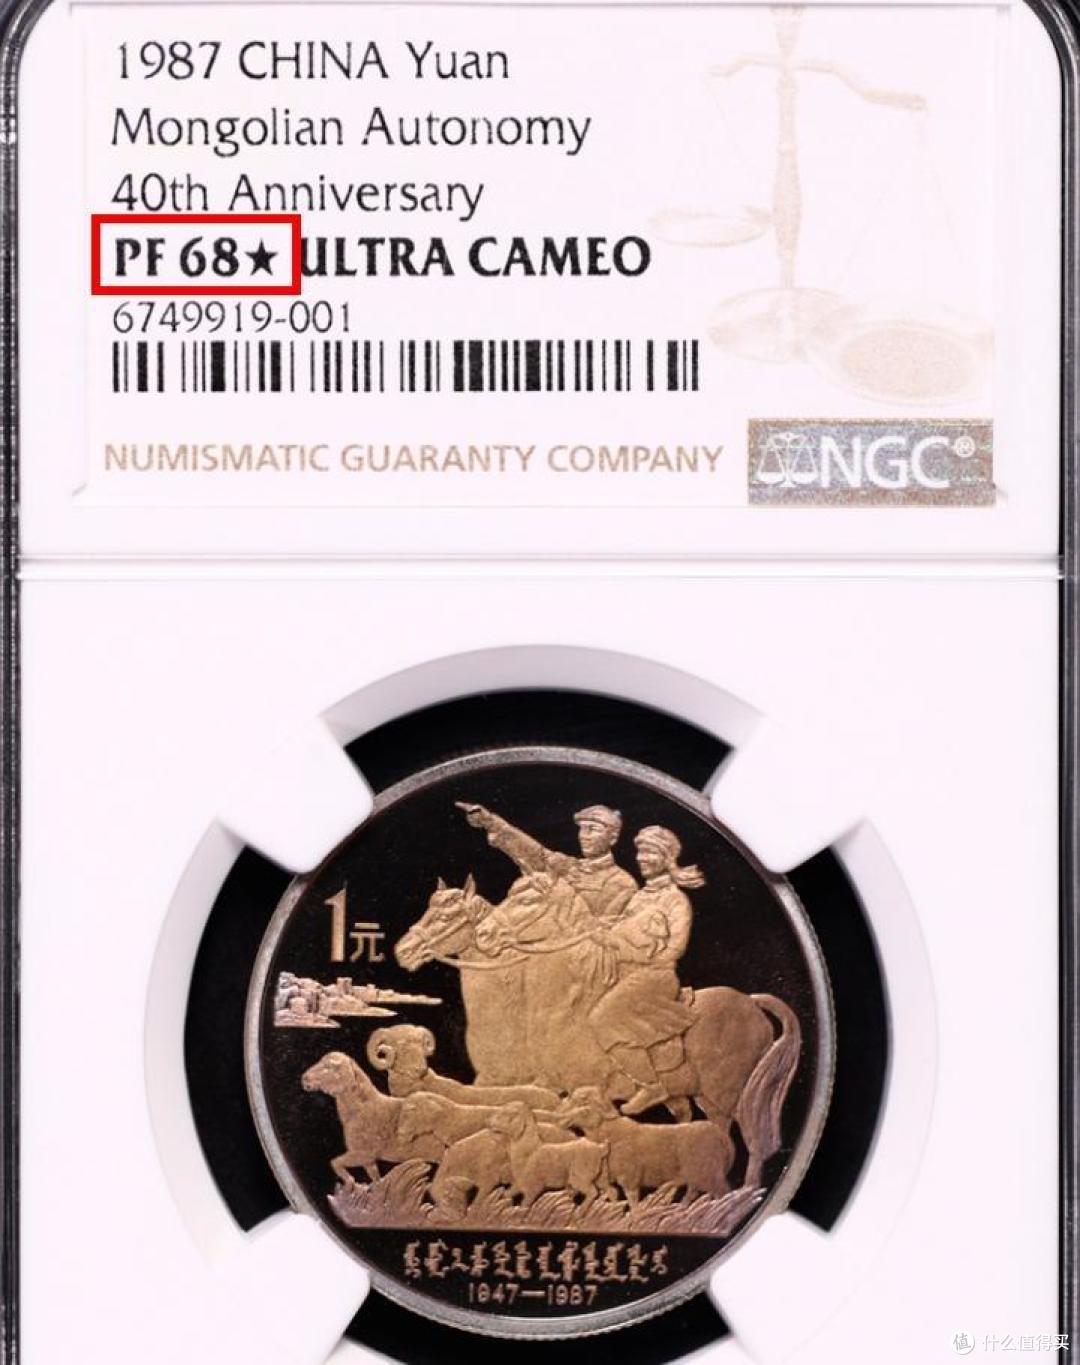 1987 CHINA Yuan
Mongolian Autonomy
40th Anniversary
PF 68★ ULTRA CAMEO
6749919-001
NUMISMATIC GUARANTY COMPANY
NGC®
1元
1947—1987
值 什么值得买